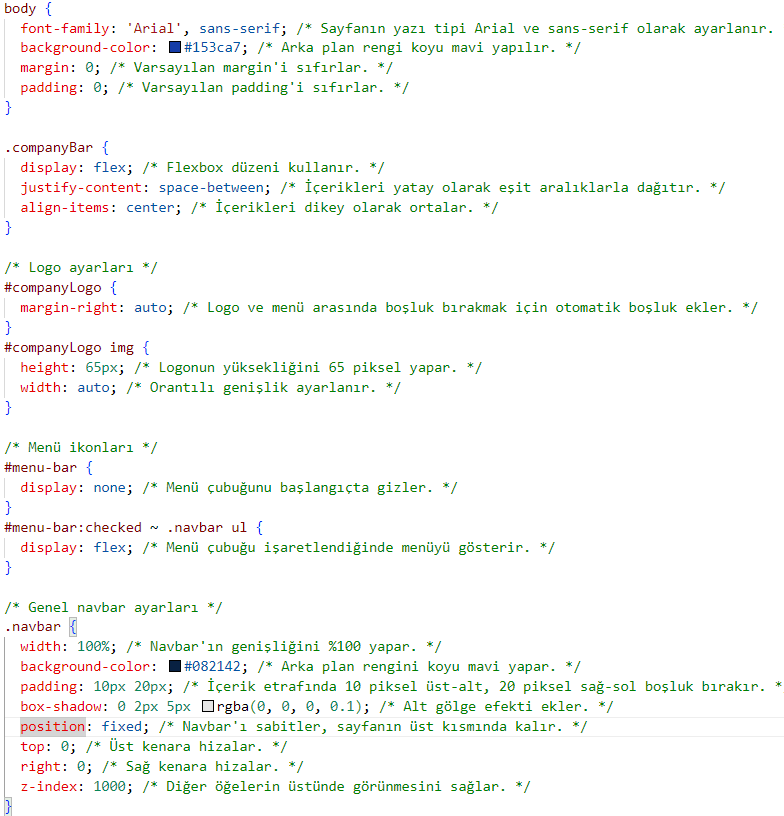 body {
  font-family: 'Arial', sans-serif; /* Sayfanın yazı tipi Arial ve sans-serif olarak ayarlanır.
  background-color: #153ca7; /* Arka plan rengi koyu mavi yapılır. */
  margin: 0; /* Varsayılan margin'i sıfırlar. */
  padding: 0; /* Varsayılan padding'i sıfırlar. */
}

.companyBar {
  display: flex; /* Flexbox düzeni kullanır. */
  justify-content: space-between; /* İçerikleri yatay olarak eşit aralıklarla dağıtır. */
  align-items: center; /* İçerikleri dikey olarak ortalar. */
}

/* Logo ayarları */
#companyLogo {
  margin-right: auto; /* Logo ve menü arasında boşluk bırakmak için otomatik boşluk ekler. */
}
#companyLogo img {
  height: 65px; /* Logonun yüksekliğini 65 piksel yapar. */
  width: auto; /* Orantılı genişlik ayarlanır. */
}

/* Menü ikonları */
#menu-bar {
  display: none; /* Menü çubuğunu başlangıçta gizler. */
}
#menu-bar:checked ~ .navbar ul {
  display: flex; /* Menü çubuğu işaretlendiğinde menüyü gösterir. */
}

/* Genel navbar ayarları */
.navbar {
  width: 100%; /* Navbar'ın genişliğini %100 yapar. */
  background-color: #082142; /* Arka plan rengini koyu mavi yapar. */
  padding: 10px 20px; /* İçerik etrafında 10 piksel üst-alt, 20 piksel sağ-sol boşluk bırakır. *
  box-shadow: 0 2px 5px rgba(0, 0, 0, 0.1); /* Alt gölge efekti ekler. */
  position: fixed; /* Navbar'ı sabitler, sayfanın üst kısmında kalır. */
  top: 0; /* Üst kenara hizalar. */
  right: 0; /* Sağ kenara hizalar. */
  z-index: 1000; /* Diğer öğelerin üstünde görünmesini sağlar. */
}